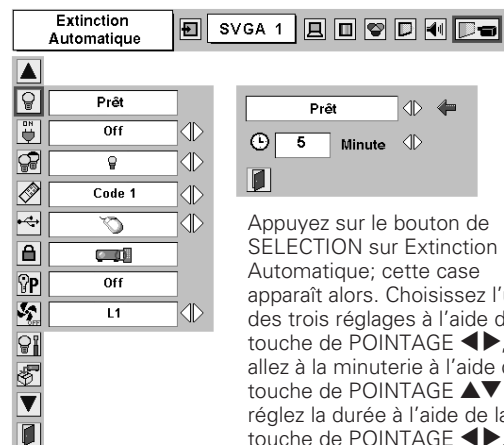 Extinction
Automatique
SVGA 1
Prêt
Off
Code 1
Off
L1
ON
P
OFF
Prêt
5 Minute
Appuyez sur le bouton de
SELECTION sur Extinction
Automatique; cette case
apparaît alors. Choisissez
des trois réglages à l'aide
touche de POINTAGE ◀▶,
allez à la minuterie à l'aide
touche de POINTAGE ▲▼
réglez la durée à l'aide de
touche de POINTAGE ◀▶